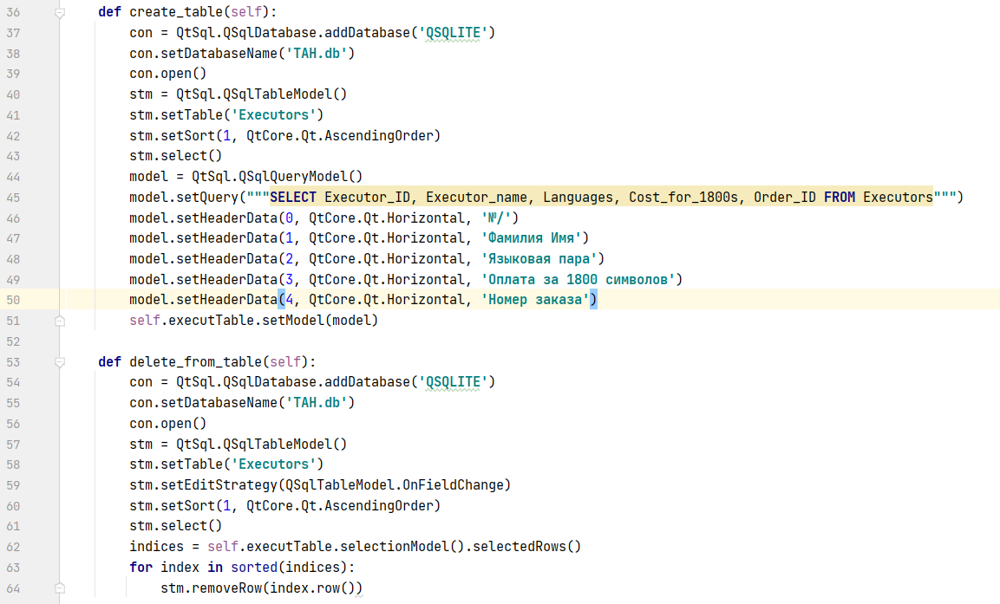 36 def create_table(self):
37 con = QtSql.QSqlDatabase.addDatabase('QSQLITE')
38 con.setDatabaseName('TAH.db')
39 con.open()
40 stm = QtSql.QSqlTableModel()
41 stm.setTable('Executors')
42 stm.setSort(1, QtCore.Qt.AscendingOrder)
43 stm.select()
44 model = QtSql.QSqlQueryModel()
45 model.setQuery("""SELECT Executor_ID, Executor_name, Languages, Cost_for_1800s, Order_ID FROM Executors""")
46 model.setHeaderData(0, QtCore.Qt.Horizontal, '№/')
47 model.setHeaderData(1, QtCore.Qt.Horizontal, 'Фамилия Имя')
48 model.setHeaderData(2, QtCore.Qt.Horizontal, 'Языковая пара')
49 model.setHeaderData(3, QtCore.Qt.Horizontal, 'Оплата за 1800 символов')
50 model.setHeaderData(4, QtCore.Qt.Horizontal, 'Номер заказа')
51 self.executTable.setModel(model)
52
53 def delete_from_table(self):
54 con = QtSql.QSqlDatabase.addDatabase('QSQLITE')
55 con.setDatabaseName('TAH.db')
56 con.open()
57 stm = QtSql.QSqlTableModel()
58 stm.setTable('Executors')
59 stm.setEditStrategy(QSqlTableModel.OnFieldChange)
60 stm.setSort(1, QtCore.Qt.AscendingOrder)
61 stm.select()
62 indices = self.executTable.selectionModel().selectedRows()
63 for index in sorted(indices):
64 stm.removeRow(index.row())